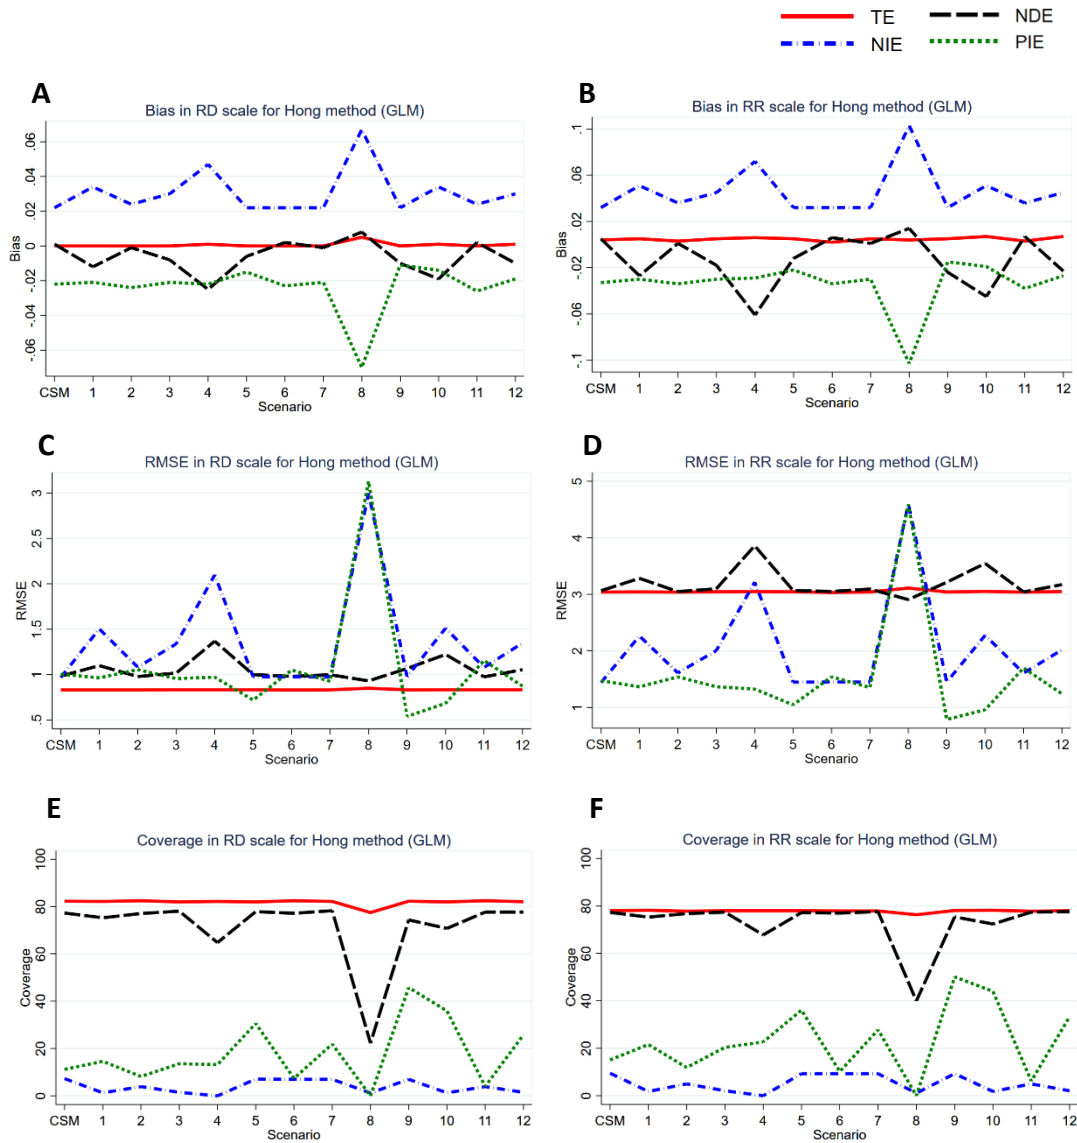 TE NDE
NIE PIE
A
Bias in RD scale for Hong method (GLM)
.06
.04
.02
0
-.02
-.04
-.06
Bias
CSM 1 2 3 4 5 6 7 8 9 10 11 12
Scenario
B
Bias in RR scale for Hong method (GLM)
.1
.06
.02
-.02
-.06
-.1
Bias
CSM 1 2 3 4 5 6 7 8 9 10 11 12
Scenario
C
RMSE in RD scale for Hong method (GLM)
3
2.5
2
1.5
1
.5
RMSE
CSM 1 2 3 4 5 6 7 8 9 10 11 12
Scenario
D
RMSE in RR scale for Hong method (GLM)
5
4
3
2
1
RMSE
CSM 1 2 3 4 5 6 7 8 9 10 11 12
Scenario
E
Coverage in RD scale for Hong method (GLM)
100
80
60
40
20
0
Coverage
CSM 1 2 3 4 5 6 7 8 9 10 11 12
Scenario
F
Coverage in RR scale for Hong method (GLM)
100
80
60
40
20
0
Coverage
CSM 1 2 3 4 5 6 7 8 9 10 11 12
Scenario